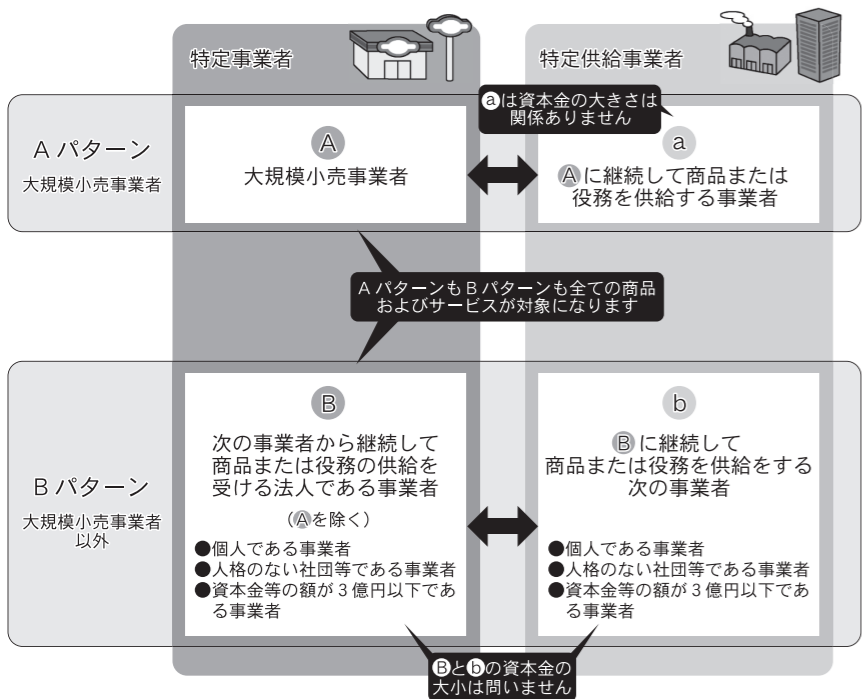 特定事業者
特定供給事業者
ⓐは資本金の大きさは
関係ありません
A パターン
大規模小売事業者
Ⓐ
大規模小売事業者
ⓐ
Ⓐに継続して商品または
役務を供給する事業者
A パターンも B パターンも全ての商品
およびサービスが対象になります
B パターン
大規模小売事業者
以外
Ⓑ
次の事業者から継続して
商品または役務の供給を
受ける法人である事業者
(Ⓐを除く)
●個人である事業者
●人格のない社団等である事業者
●資本金等の額が 3 億円以下であ
る事業者
ⓑ
Ⓑに継続して
商品または役務を供給をする
次の事業者
●個人である事業者
●人格のない社団等である事業者
●資本金等の額が 3 億円以下であ
る事業者
Ⓑとⓑの資本金の
大小は問いません